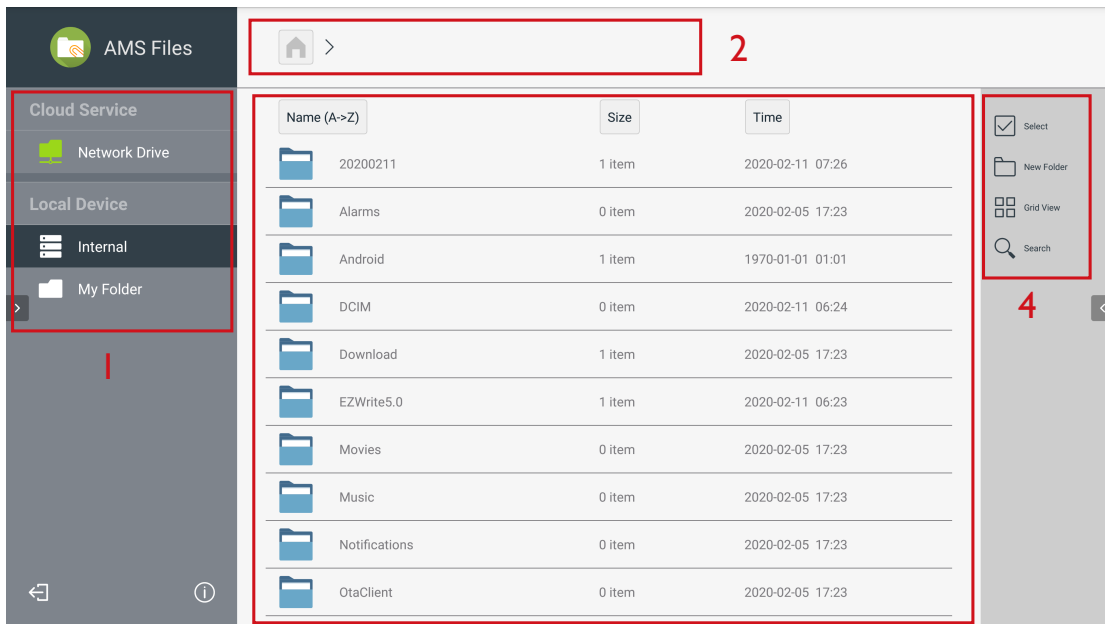 AMS Files
2
Cloud Service
Network Drive
Local Device
Internal
My Folder
1
Name (A->Z) Size Time
20200211 1 item 2020-02-11 07:26
Alarms 0 item 2020-02-05 17:23
Android 1 item 1970-01-01 01:01
DCIM 0 item 2020-02-11 06:24
Download 1 item 2020-02-05 17:23
EZWrite5.0 1 item 2020-02-11 06:23
Movies 0 item 2020-02-05 17:23
Music 0 item 2020-02-05 17:23
Notifications 0 item 2020-02-05 17:23
OtaClient 0 item 2020-02-05 17:23
Select
New Folder
Grid View
Search
4